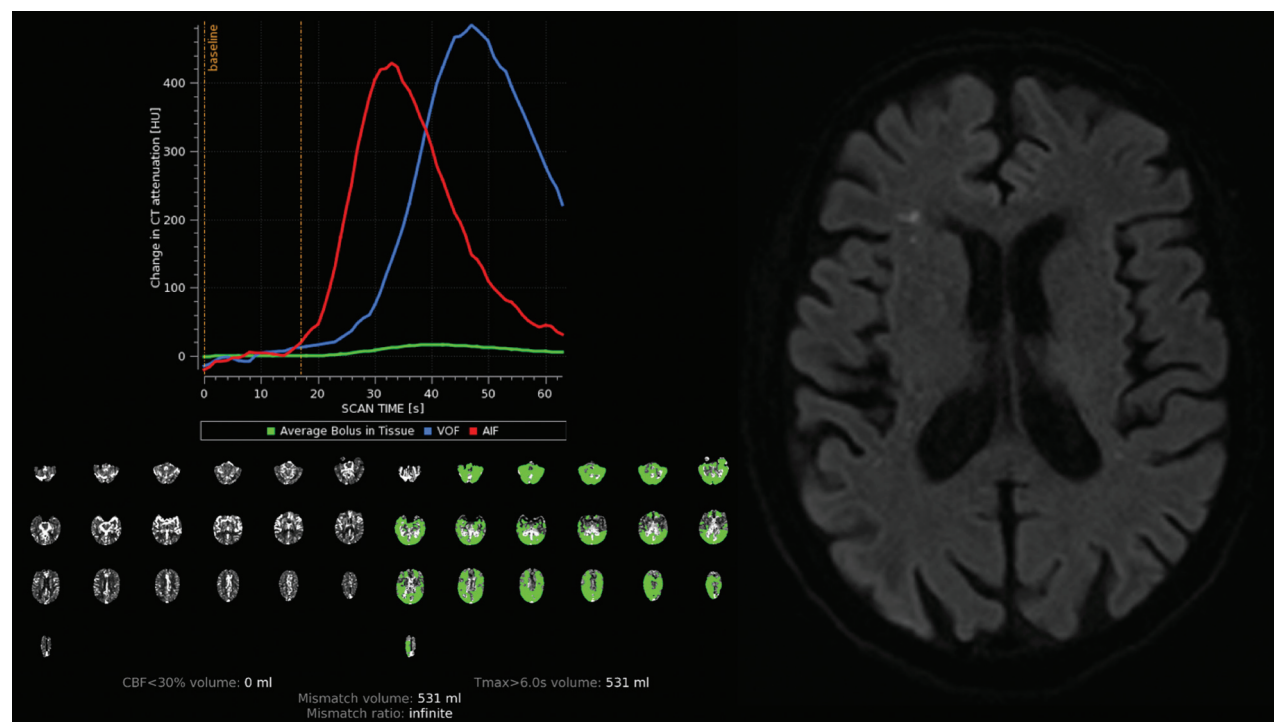 baseline
Change in CT attenuation [HU]
400
300
200
100
0
0 10 20 30 40 50 60
SCAN TIME [s]
Average Bolus in Tissue VOF AIF
CBF<30% volume: 0 ml Tmax>6.0s volume: 531 ml
Mismatch volume: 531 ml
Mismatch ratio: infinite